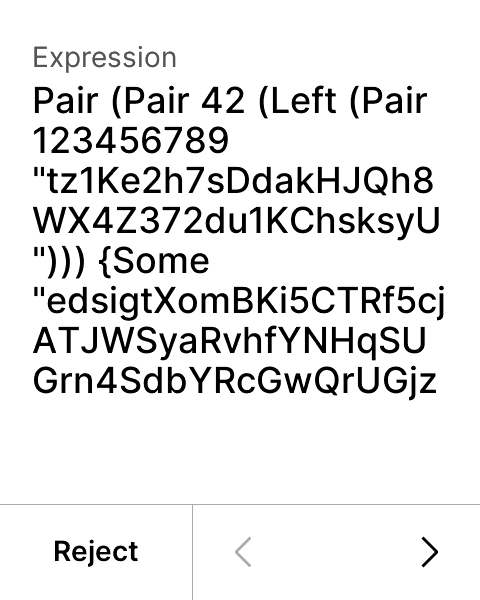 Expression
Pair (Pair 42 (Left (Pair
123456789
"tz1Ke2h7sDdakHJQh8
WX4Z372du1KChsksyU
"))) {Some
"edsigtXomBKi5CTRf5cj
ATJWSyaRvhfYNHqSU
Grn4SdbYRcGwQrUGjz
Reject